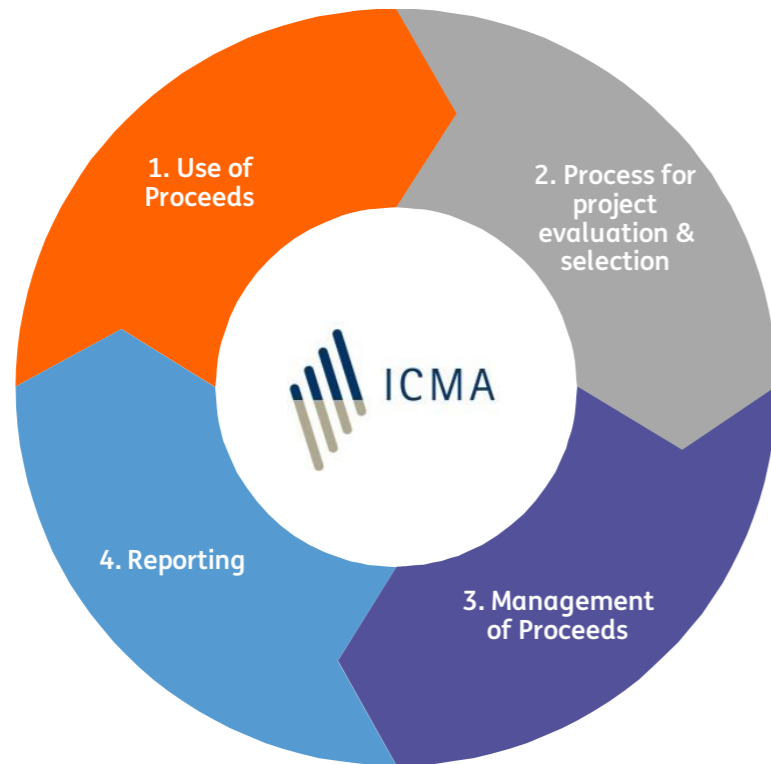 1. Use of
Proceeds
2. Process for
project
evaluation &
selection
ICMA
4. Reporting
3. Management
of Proceeds